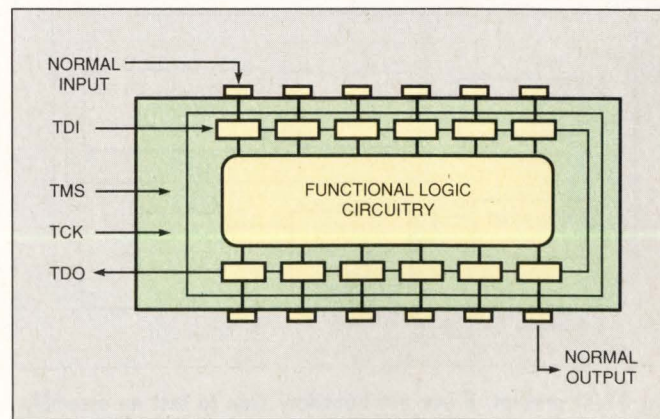 NORMAL
INPUT
TDI
TMS
TCK
TDO
FUNCTIONAL LOGIC
CIRCUITRY
NORMAL
OUTPUT